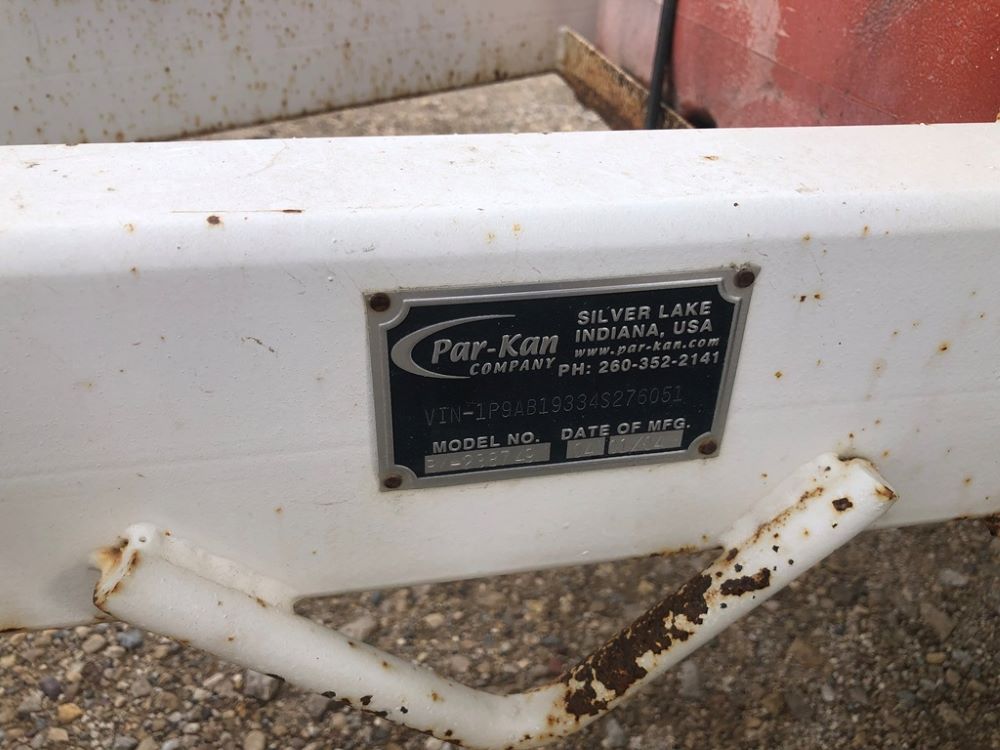 Par-Kan
COMPANY
SILVER LAKE
INDIANA, USA
www.par-kan.com
PH: 260-352-2141
VIN-1P9AB19334S276051
MODEL NO.
DATE OF MFG.